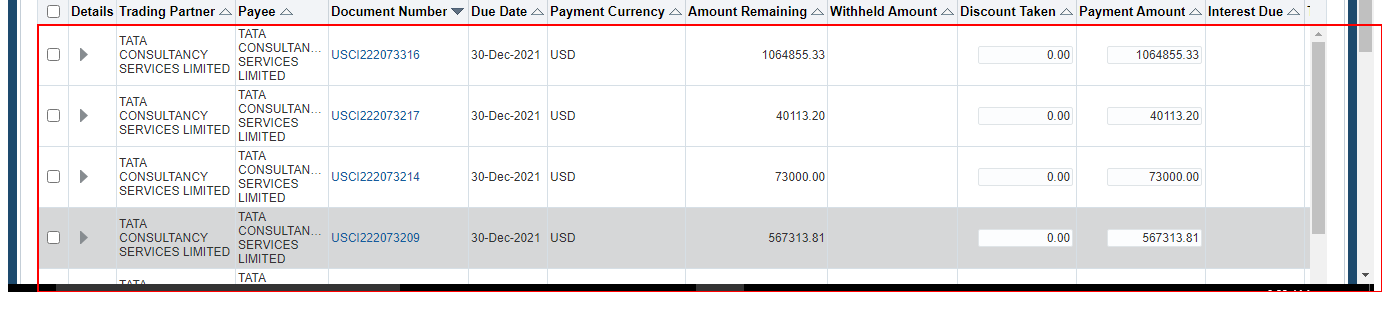 Details Trading Partner Payee Document Number Due Date Payment Currency Amount Remaining Withheld Amount Discount Taken Payment Amount Interest Due
TATA
CONSULTANCY
SERVICES LIMITED
TATA
CONSULTAN...
SERVICES
LIMITED
USCI222073316 30-Dec-2021 USD 1064855.33 0.00 1064855.33
TATA
CONSULTANCY
SERVICES LIMITED
TATA
CONSULTAN...
SERVICES
LIMITED
USCI222073217 30-Dec-2021 USD 40113.20 0.00 40113.20
TATA
CONSULTANCY
SERVICES LIMITED
TATA
CONSULTAN...
SERVICES
LIMITED
USCI222073214 30-Dec-2021 USD 73000.00 0.00 73000.00
TATA
CONSULTANCY
SERVICES LIMITED
TATA
CONSULTAN...
SERVICES
LIMITED
USCI222073209 30-Dec-2021 USD 567313.81 0.00 567313.81
TATA
TATA